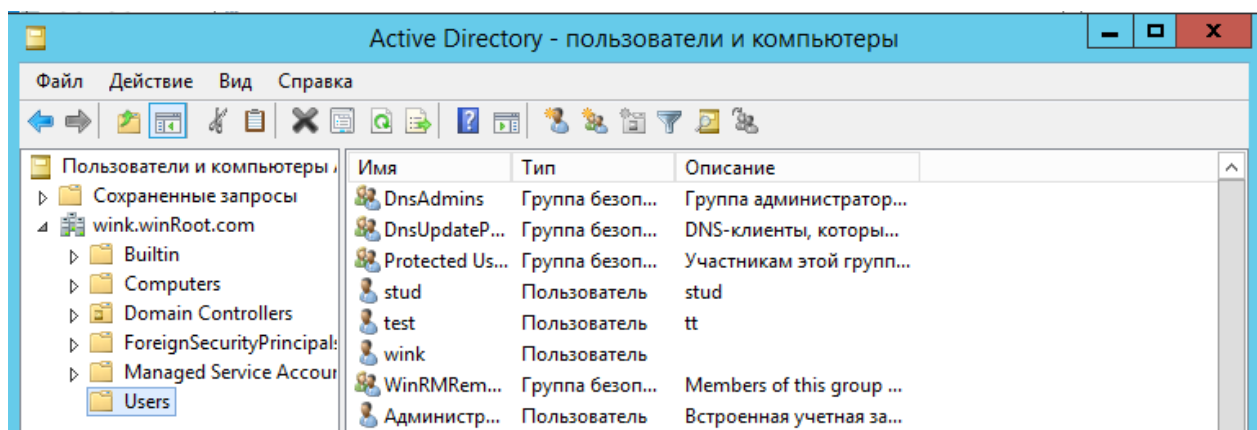 Active Directory - пользователи и компьютеры
Файл Действие Вид Справка
Пользователи и компьютеры
Сохраненные запросы
wink.winRoot.com
Builtin
Computers
Domain Controllers
ForeignSecurityPrincipals
Managed Service Accour
Users
Имя Тип Описание
DnsAdmins Группа безоп... Группа администратор...
DnsUpdateP... Группа безоп... DNS-клиенты, которы...
Protected Us... Группа безоп... Участникам этой групп...
stud Пользователь stud
test Пользователь tt
wink Пользователь
WinRMRem... Группа безоп... Members of this group ...
Администр... Пользователь Встроенная учетная за...